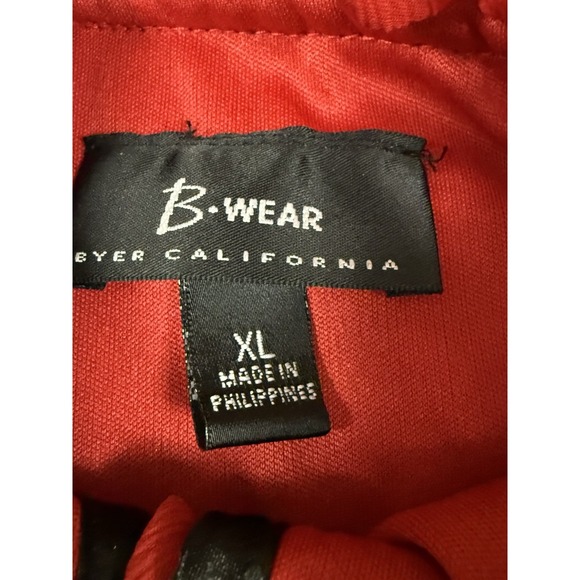 B·WEAR
BYER CALIFORNIA
XL
MADE IN
PHILIPPINES